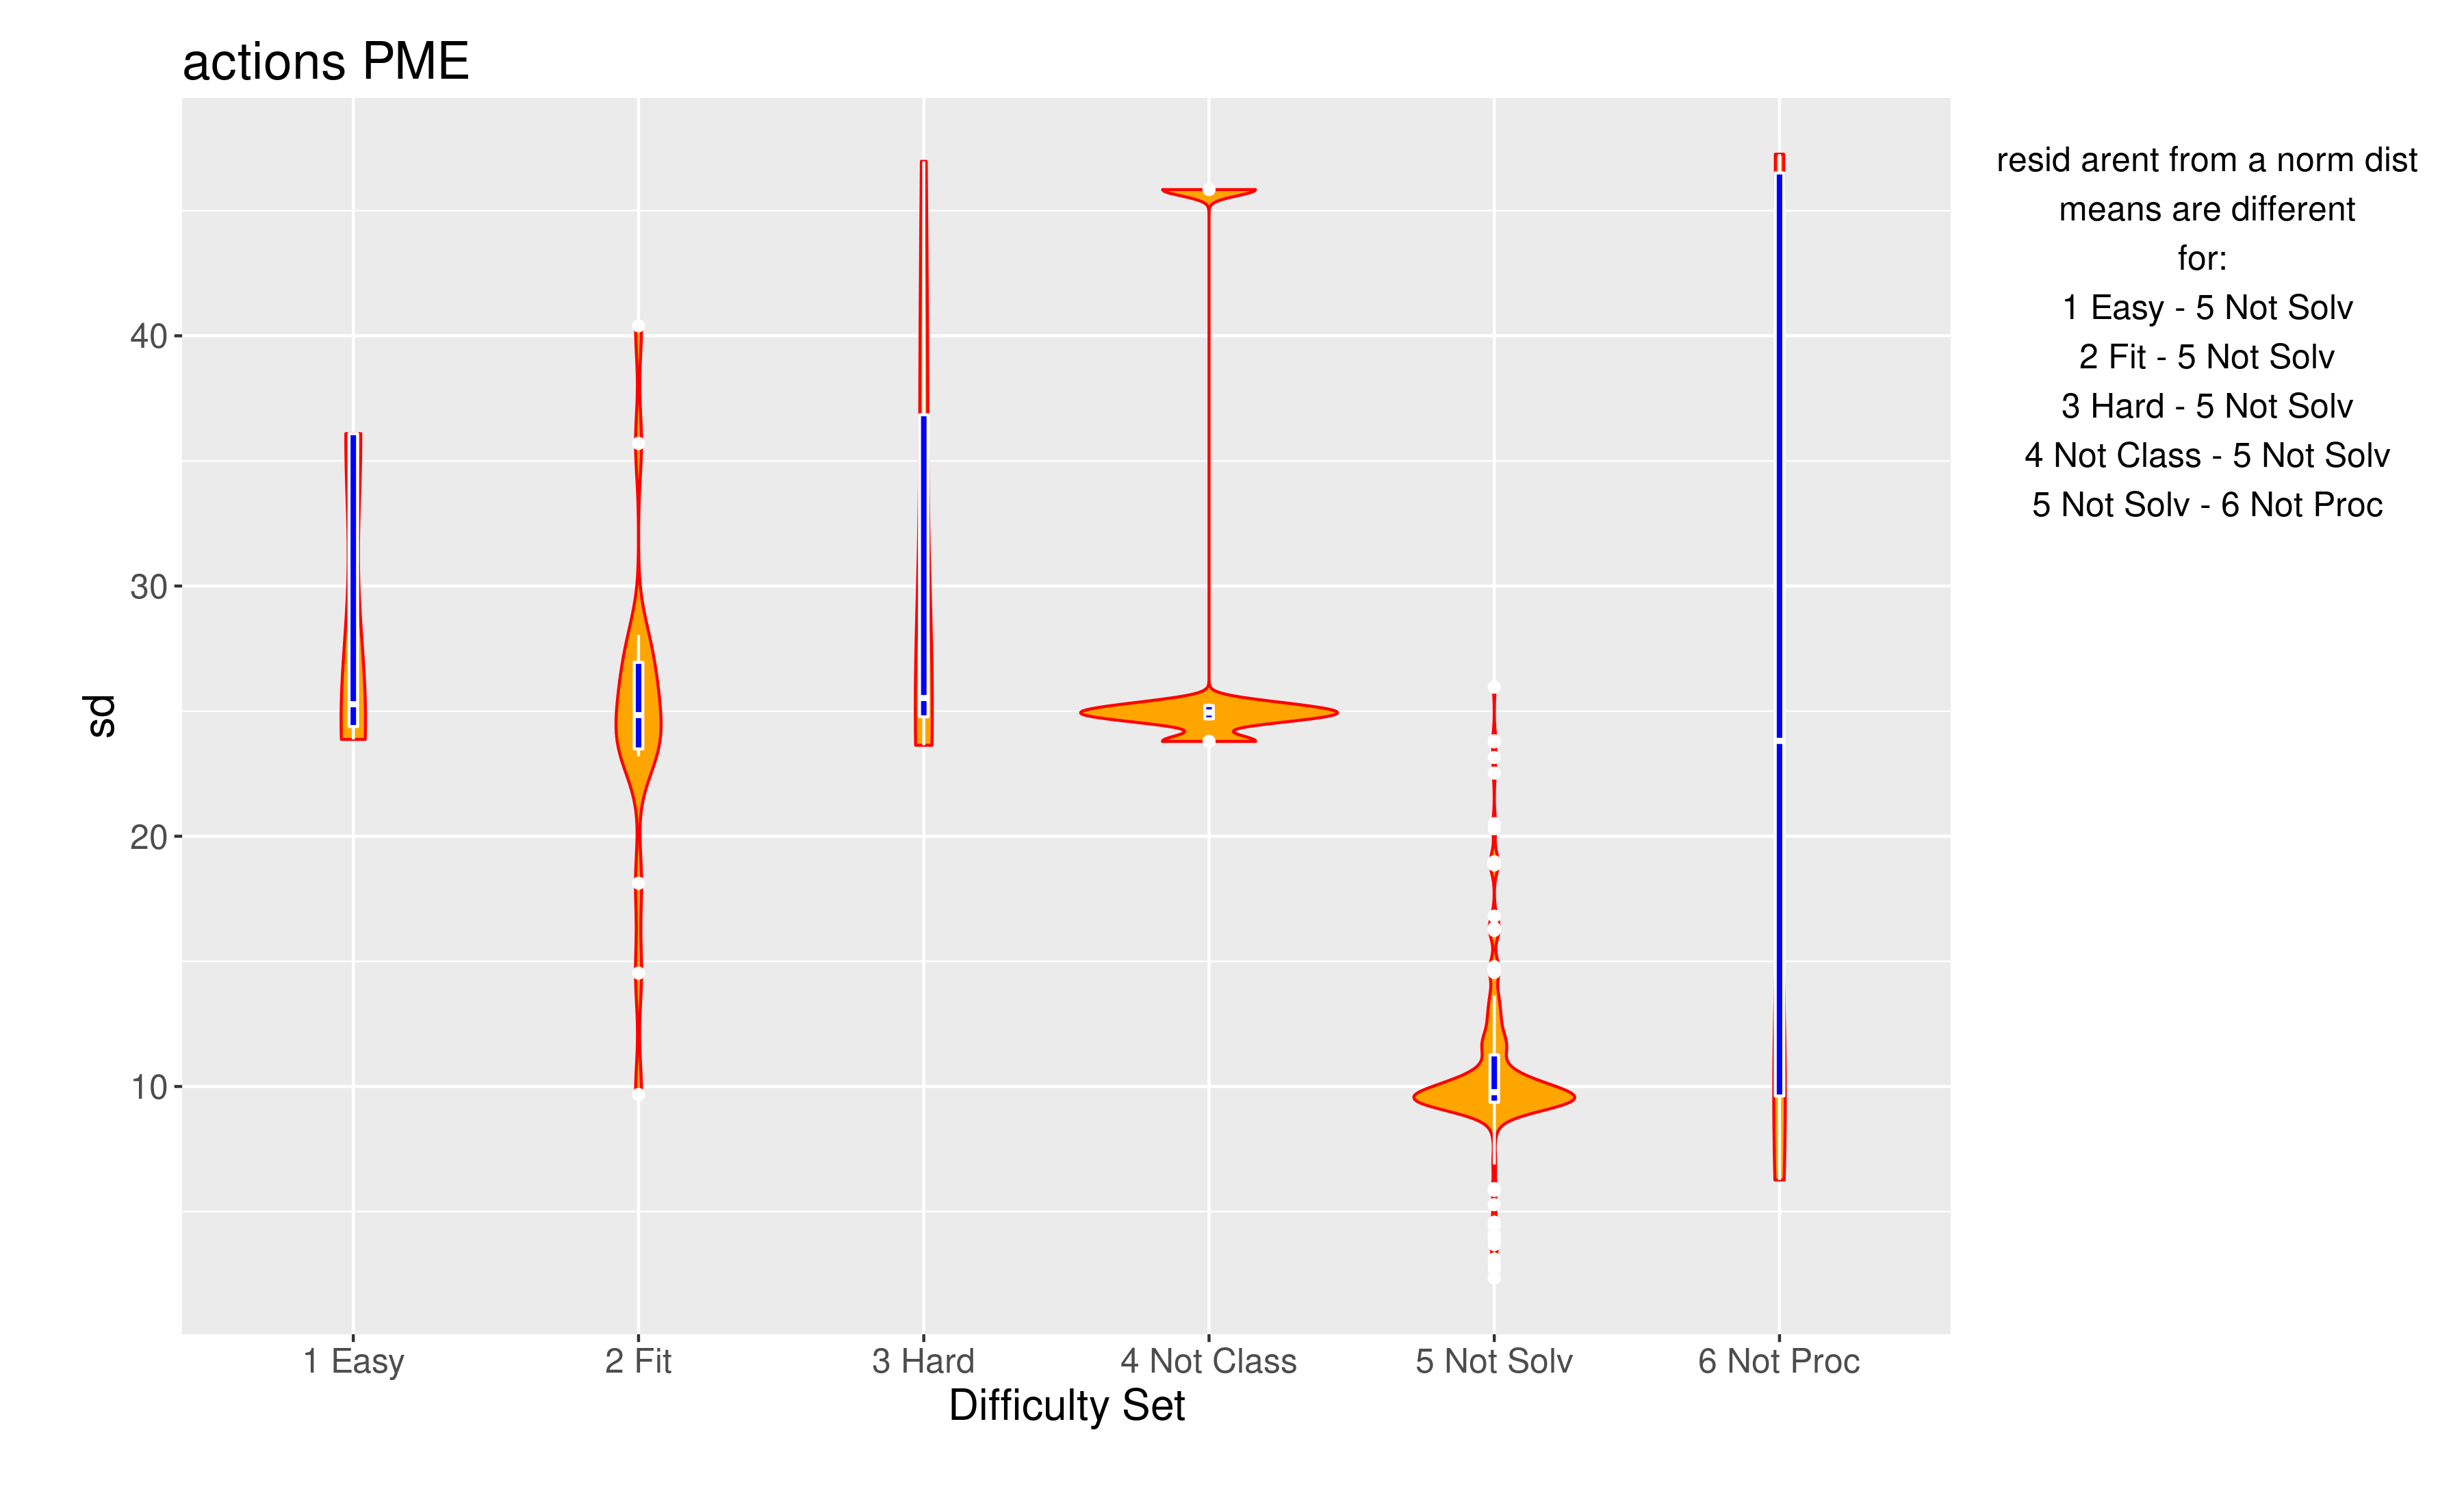 actions PME
resid arent from a norm dist
means are different
for:
1 Easy - 5 Not Solv
2 Fit - 5 Not Solv
3 Hard - 5 Not Solv
4 Not Class - 5 Not Solv
5 Not Solv - 6 Not Proc
sd
40
30
20
10
1 Easy
2 Fit
3 Hard
4 Not Class
5 Not Solv
6 Not Proc
Difficulty Set